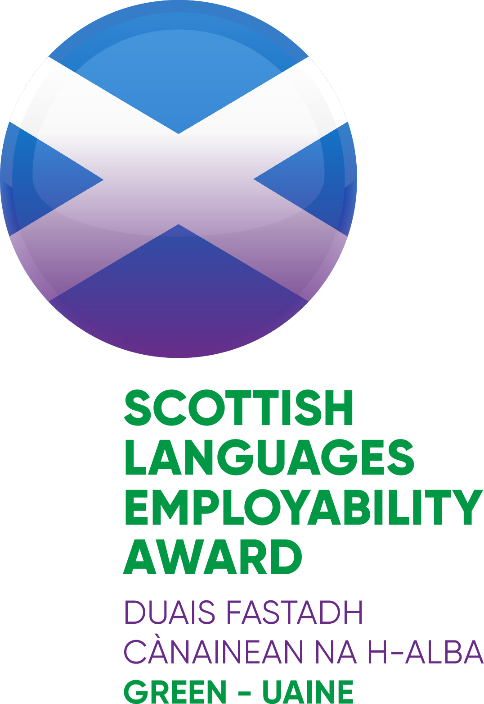 SCOTTISH
LANGUAGES
EMPLOYABILITY
AWARD
DUAIS FASTADH
CÀNAINEAN NA H-ALBA
GREEN - UAINE